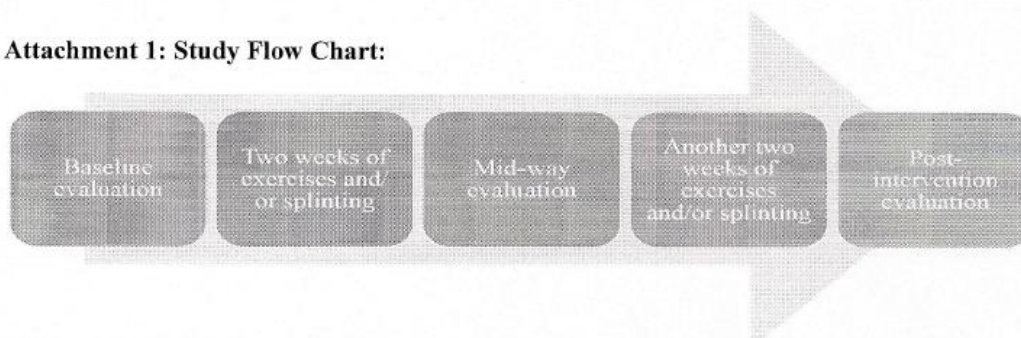 Attachment 1: Study Flow Chart:
Baseline
evaluation
Two weeks of
exercises and/
or splinting
Mid-way
evaluation
Another two
weeks of
exercises
and/or splinting
Post-
intervention
evaluation